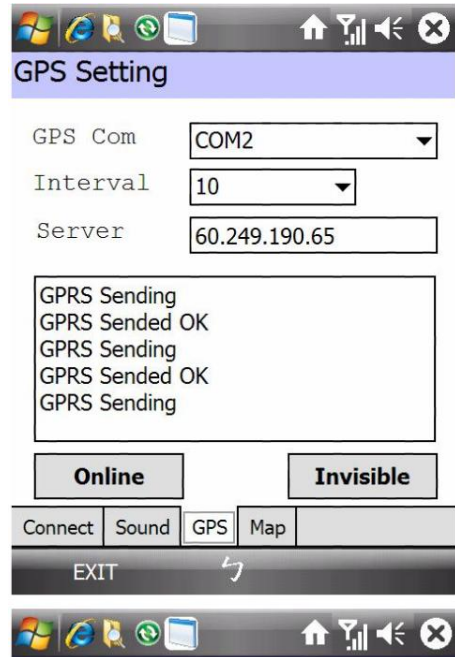 GPS Setting
GPS Com COM2
Interval 10
Server 60.249.190.65
GPRS Sending
GPRS Sended OK
GPRS Sending
GPRS Sended OK
GPRS Sending
Online Invisible
Connect Sound GPS Map
EXIT ㄅ